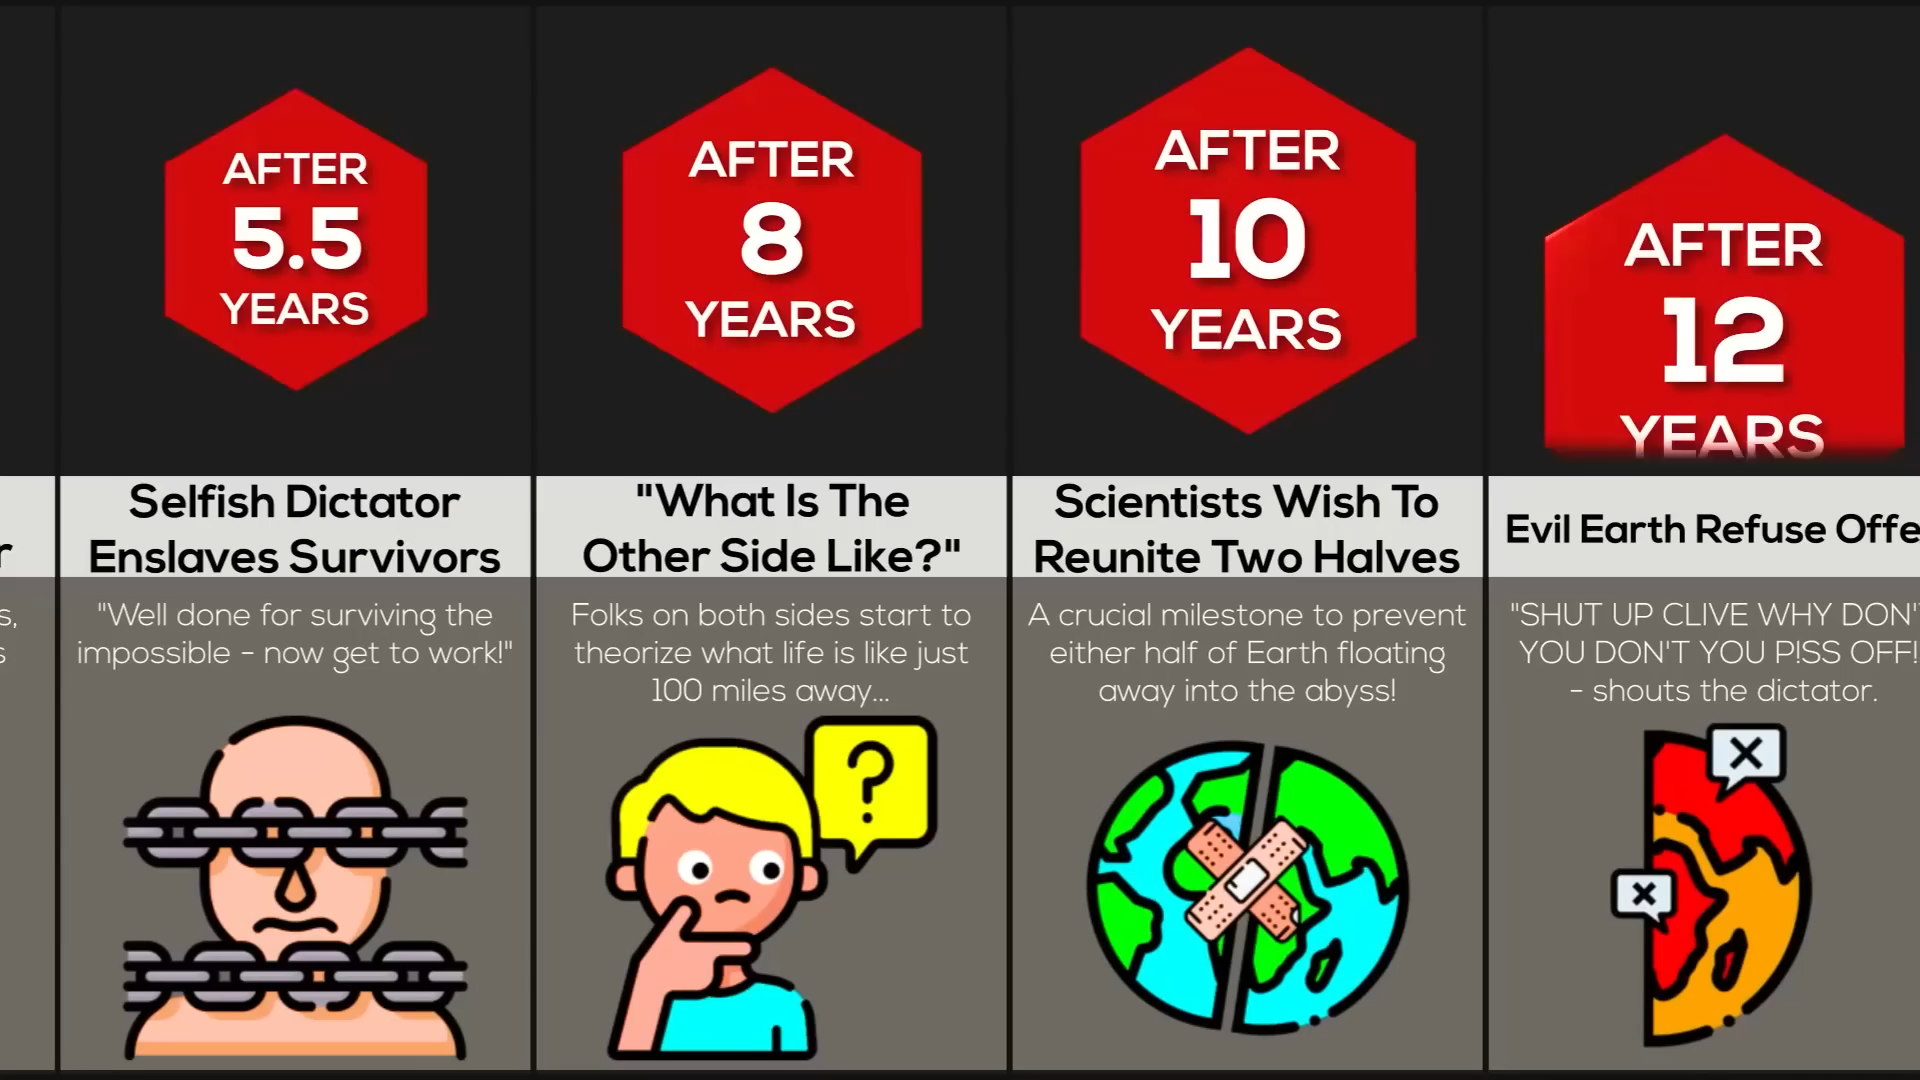 AFTER
5.5
YEARS
Selfish Dictator
Enslaves Survivors
"Well done for surviving the
impossible - now get to work!"
AFTER
8
YEARS
"What Is The
Other Side Like?"
Folks on both sides start to
theorize what life is like just
100 miles away...
?
AFTER
10
YEARS
Scientists Wish To
Reunite Two Halves
A crucial milestone to prevent
either half of Earth floating
away into the abyss!
AFTER
12
YEARS
Evil Earth Refuse Offe
"SHUT UP CLIVE WHY DON'T
YOU DON'T YOU P!SS OFF!
- shouts the dictator.